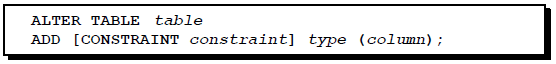 ALTER TABLE table
ADD [CONSTRAINT constraint] type (column);